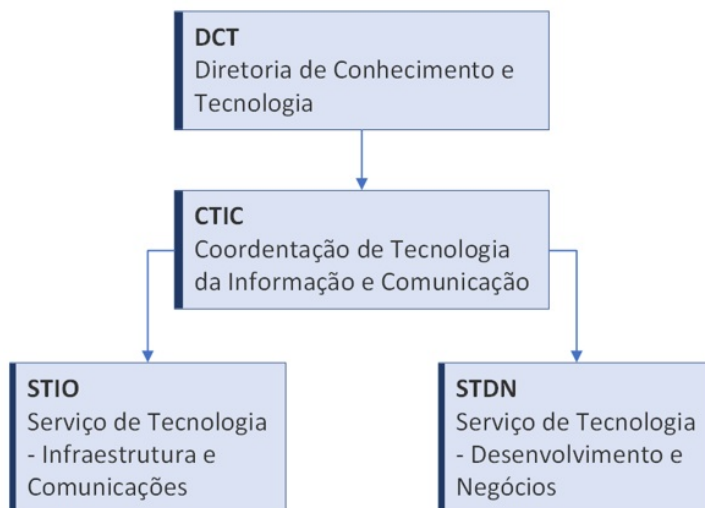 DCT
Diretoria de Conhecimento e
Tecnologia
CTIC
Coordentação de Tecnologia
da Informação e Comunicação
STIO
Serviço de Tecnologia
- Infraestrutura e
Comunicações
STDN
Serviço de Tecnologia
- Desenvolvimento e
Negócios